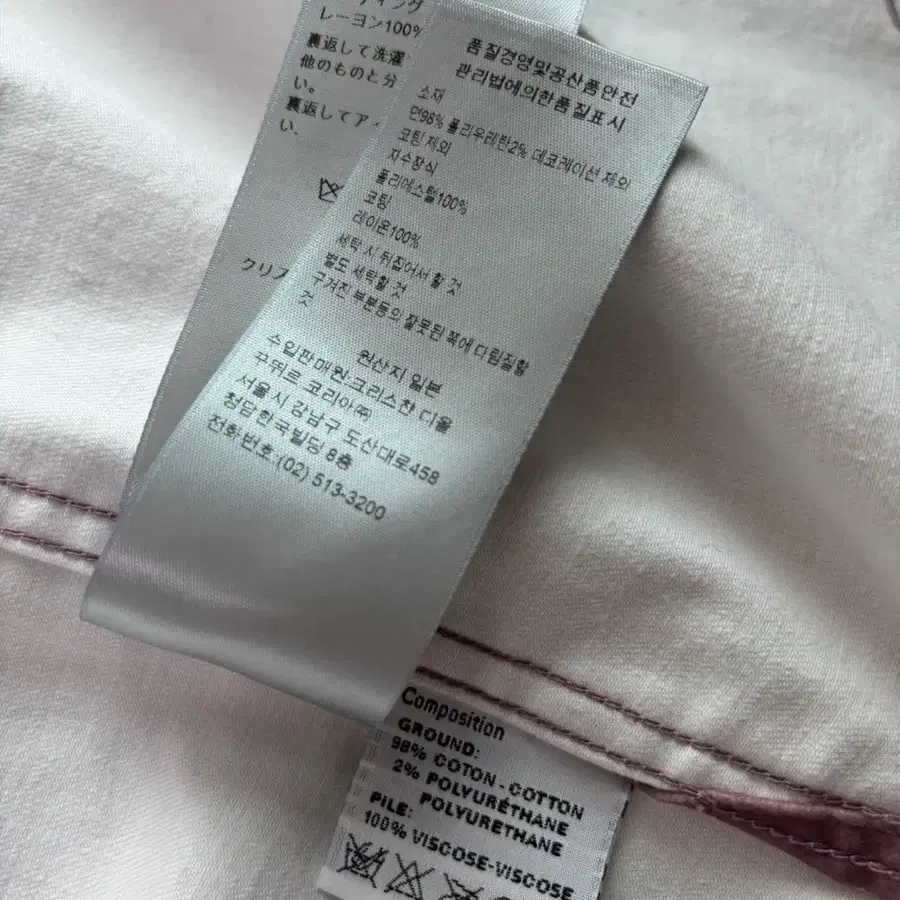 レーヨン100%
裏返して洗濯
他のものと分
い。
裏返してアイ
い.
クリフ
품질경영및공산품안전
관리법에의한품질표시
소재
면98% 폴리우레탄2% 데코레이션 제외
코팅 제외
자수장식
폴리에스털100%
코팅
레이온100%
세탁 시 뒤집어서 할 것
별도 세탁할 것
구겨진 부분등의 잘못된 쪽에 다림질할
것
원산지 일본
수입판매원:크리스챤 디올
꾸뛰르 코리아㈜
서울시 강남구 도산대로458
청담한국빌딩 8층
전화번호:(02) 513-3200
Composition
GROUND:
98% COTON - COTTON
2% POLYURÉTHANE
POLYURETHANE
PILE:
100% VISCOSE-VISCOSE